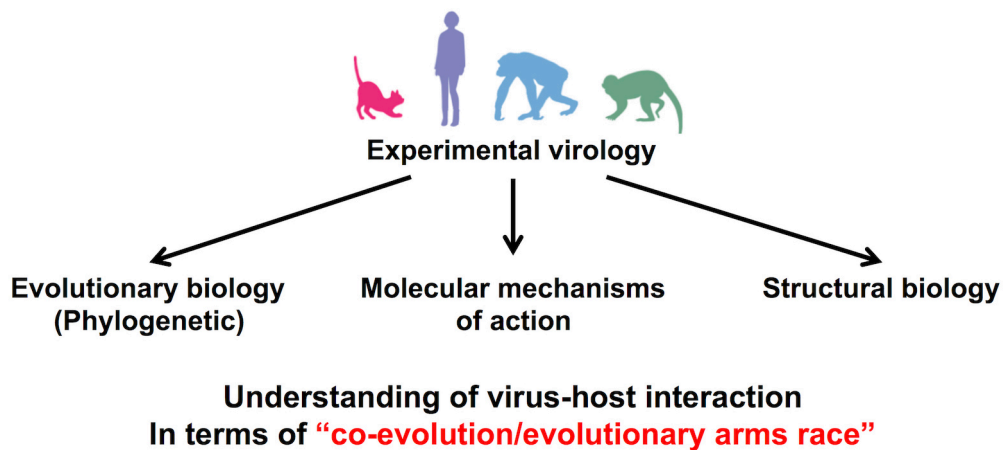 Experimental virology
Evolutionary biology
(Phylogenetic)
Molecular mechanisms
of action
Structural biology
Understanding of virus-host interaction
In terms of “co-evolution/evolutionary arms race”